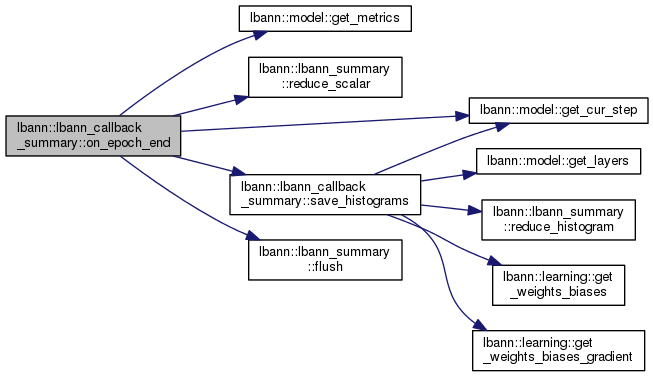 lbann::model::get_metrics
lbann::lbann_summary
::reduce_scalar
lbann::model::get_cur_step
lbann::lbann_callback
_summary::on_epoch_end
lbann::model::get_layers
lbann::lbann_callback
_summary::save_histograms
lbann::lbann_summary
::reduce_histogram
lbann::lbann_summary
::flush
lbann::learning::get
_weights_biases
lbann::learning::get
_weights_biases_gradient